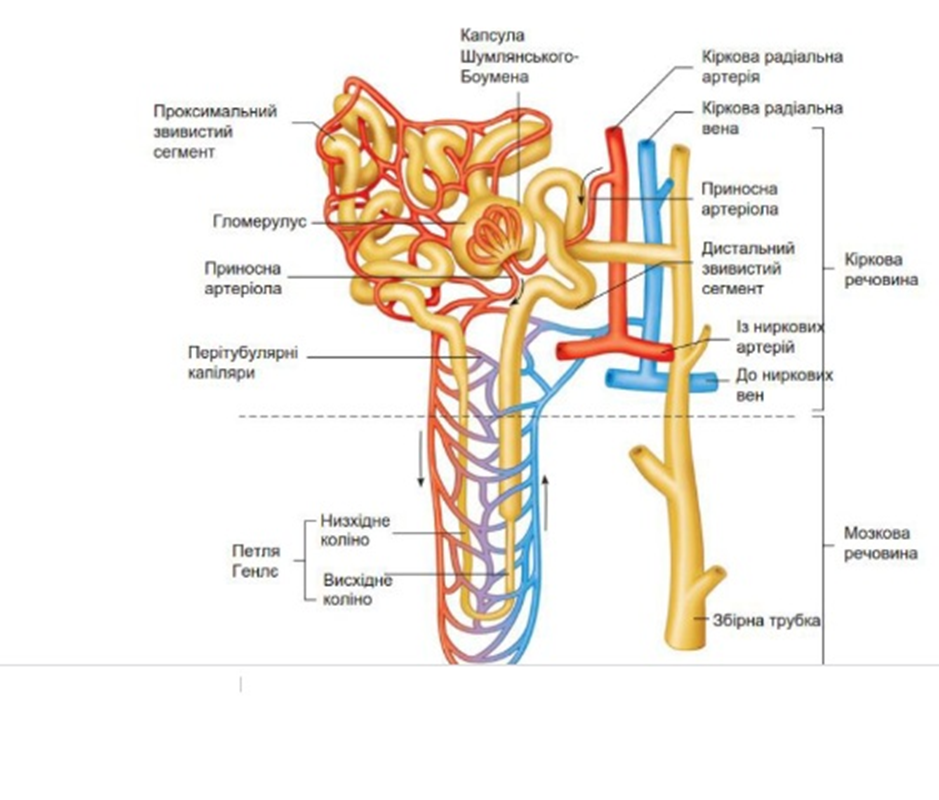 Капсула
Шумлянського-
Боумена
Кіркова радіальна
артерія
Кіркова радіальна
вена
Проксимальний
звивистий
сегмент
Приносна
артеріола
Гломерулус
Дистальний
звивистий
сегмент
Кіркова
речовина
Приносна
артеріола
Із ниркових
артерій
Перітубулярні
капіляри
До ниркових
вен
Низхідне
коліно
Петля
Генлє
Висхідне
коліно
Мозкова
речовина
Збірна трубка